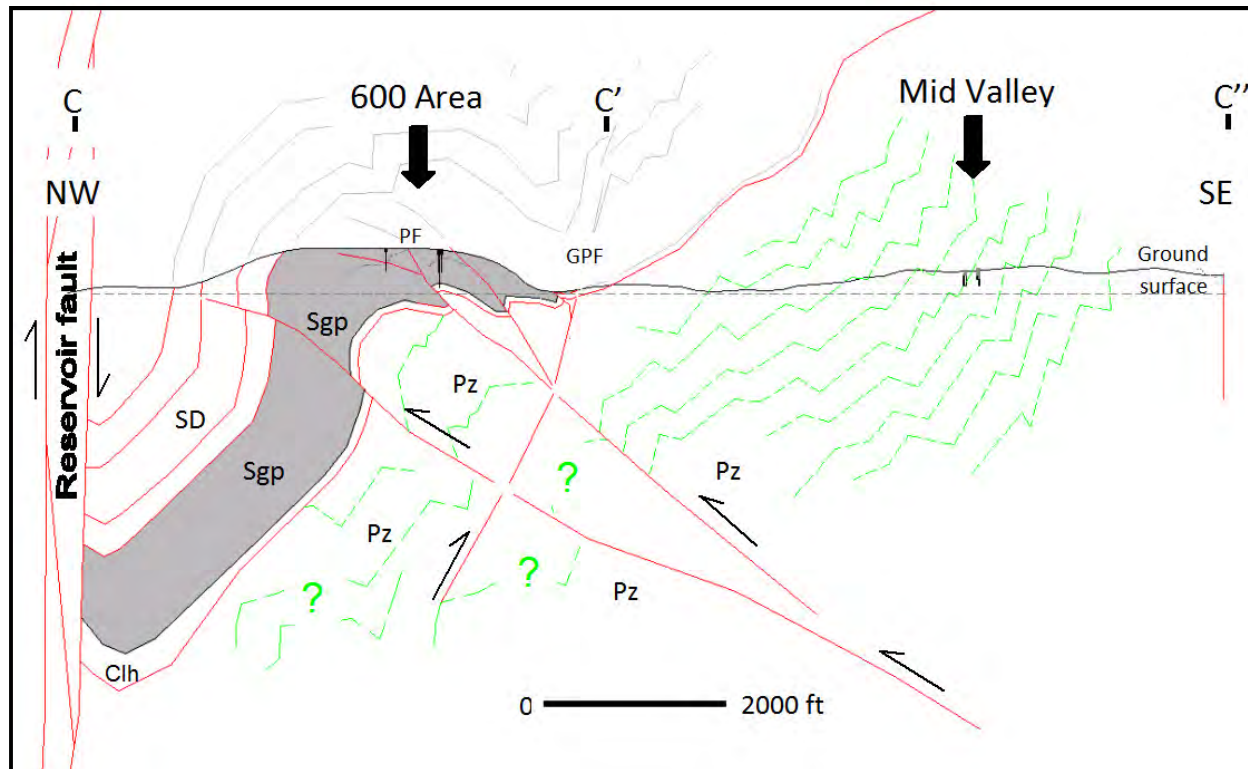 C
600 Area
C'
Mid Valley
C''
NW
SE
PF
GPF
Ground
surface
Reservoir fault
Sgp
Pz
SD
Sgp
Pz
Pz
?
Pz
?
?
Clh
0
2000 ft